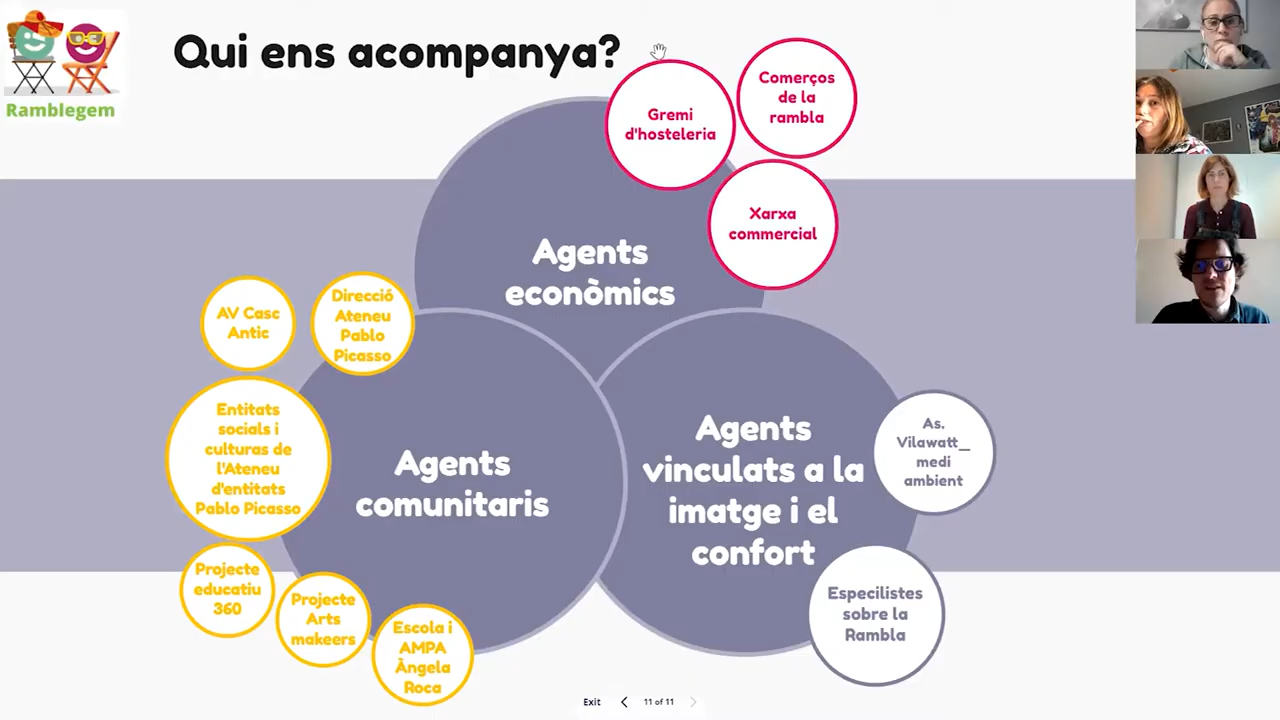 Qui ens acompanya?
Ramblegem
Gremi
d'hosteleria
Comerços
de la
rambla
Xarxa
commercial
Agents
econòmics
AV Casc
Antic
Direcció
Ateneu
Pablo
Picasso
Entitats
socials i
culturas de
l'Ateneu
d'entitats
Pablo Picasso
Agents
comunitaris
Projecte
educatiu
360
Projecte
Arts
makeers
Escola i
AMPA
Àngela
Roca
Agents
vinculats a la
imatge i el
confort
As.
Vilawatt_
medi
ambient
Especilistes
sobre la
Rambla
Exit
11 of 11